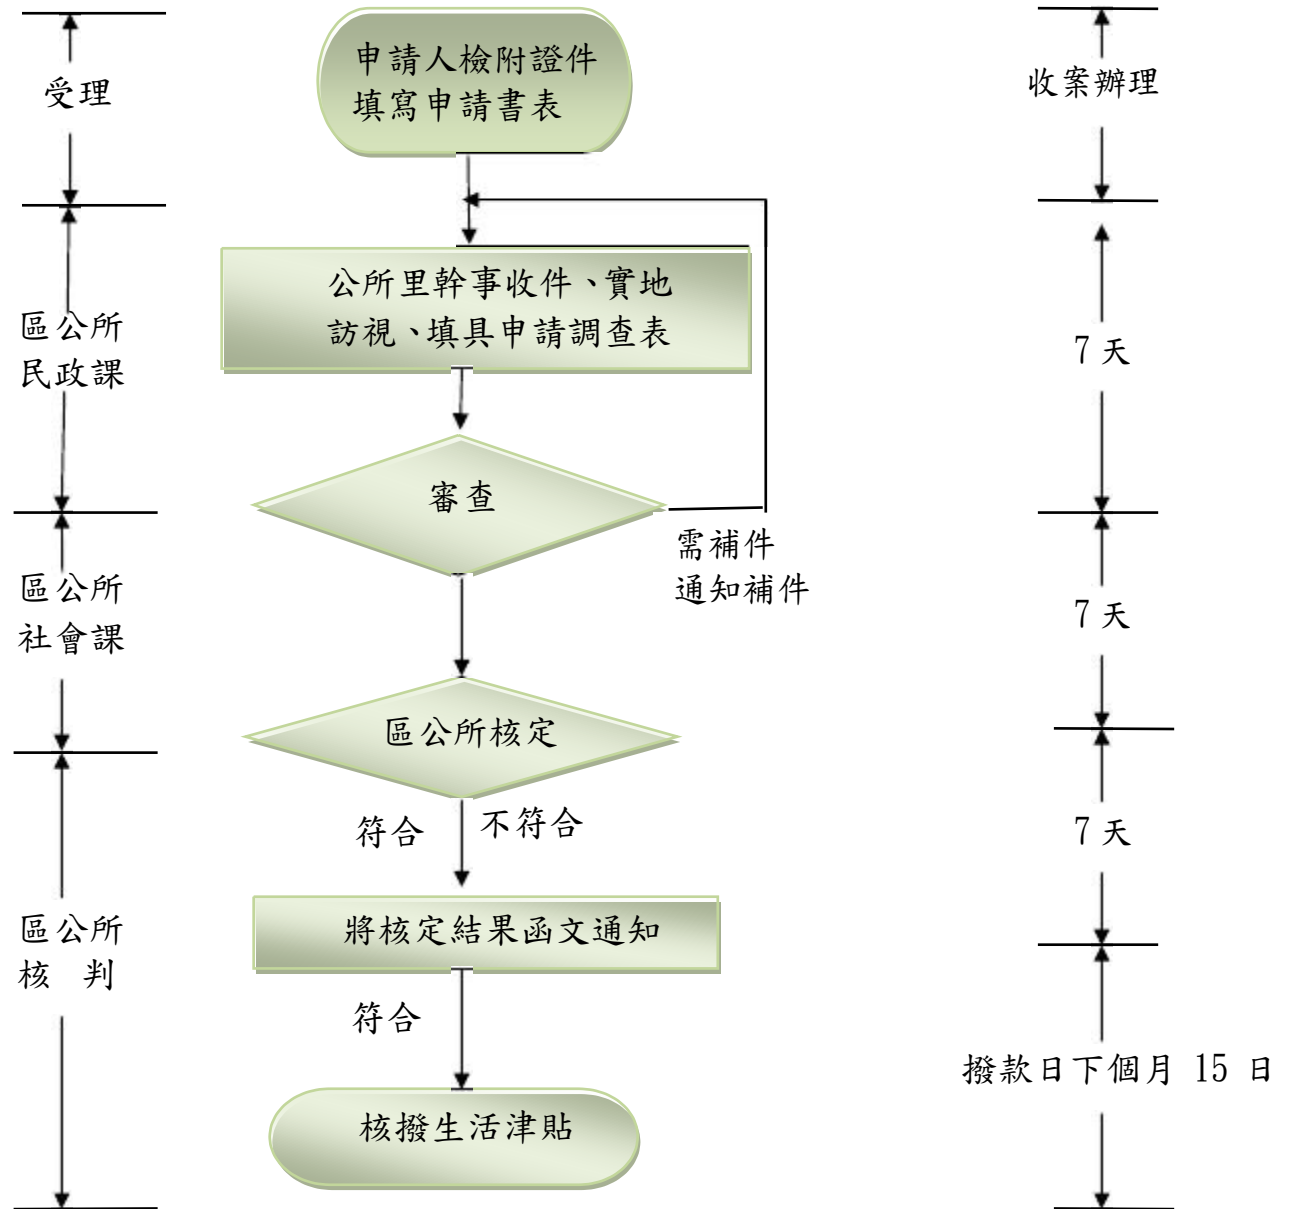 受理
申請人檢附證件
填寫申請書表
收案辦理
區公所
民政課
公所里幹事收件、實地
訪視、填具申請調查表
7天
審查
需補件
通知補件
區公所
社會課
7天
區公所核定
符合
不符合
7天
區公所
核 判
將核定結果函文通知
符合
撥款日下個月 15 日
核撥生活津貼